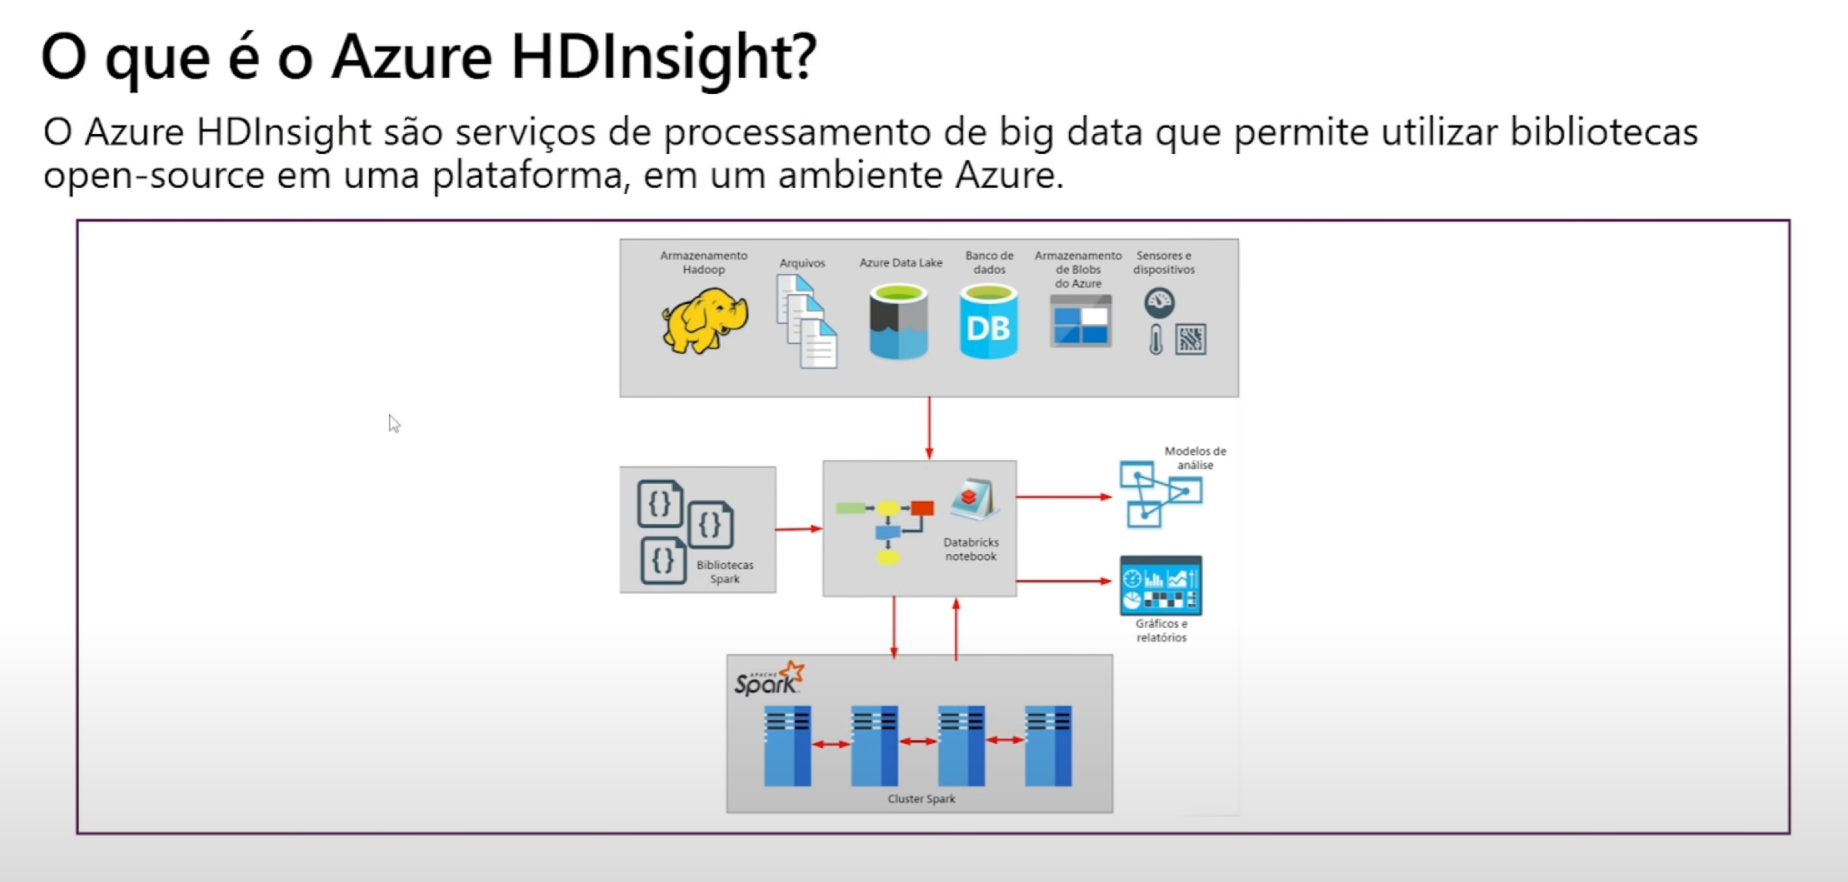 O que é o Azure HDInsight?
O Azure HDInsight são serviços de processamento de big data que permite utilizar bibliotecas
open-source em uma plataforma, em um ambiente Azure.
Armazenamento
Hadoop
Arquivos
Azure Data Lake
Banco de
dados
Armazenamento
de Blobs
do Azure
Sensores e
dispositivos
DB
Modelos de
análise
{}
{}
{}
Bibliotecas
Spark
Databricks
notebook
Gráficos e
relatórios
APACHE
Spark
Cluster Spark